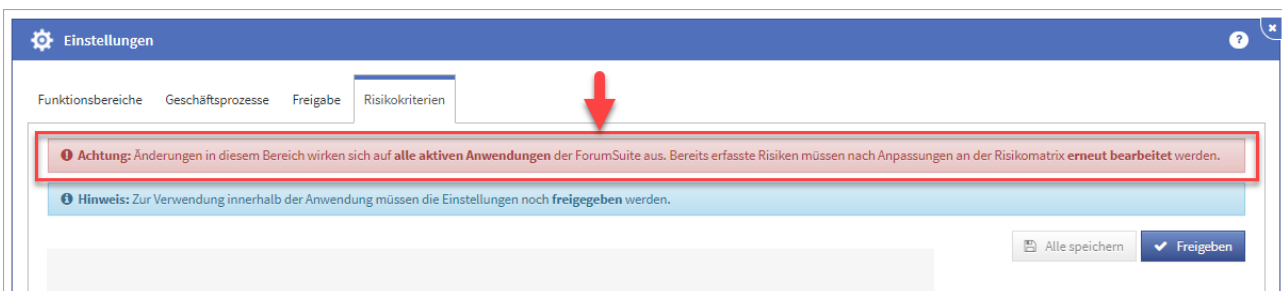 Einstellungen
Funktionsbereiche Geschäftsprozesse Freigabe Risikokriterien
Achtung: Änderungen in diesem Bereich wirken sich auf alle aktiven Anwendungen der ForumSuite aus. Bereits erfasste Risiken müssen nach Anpassungen an der Risikomatrix erneut bearbeitet werden.
Hinweis: Zur Verwendung innerhalb der Anwendung müssen die Einstellungen noch freigegeben werden.
Alle speichern Freigeben